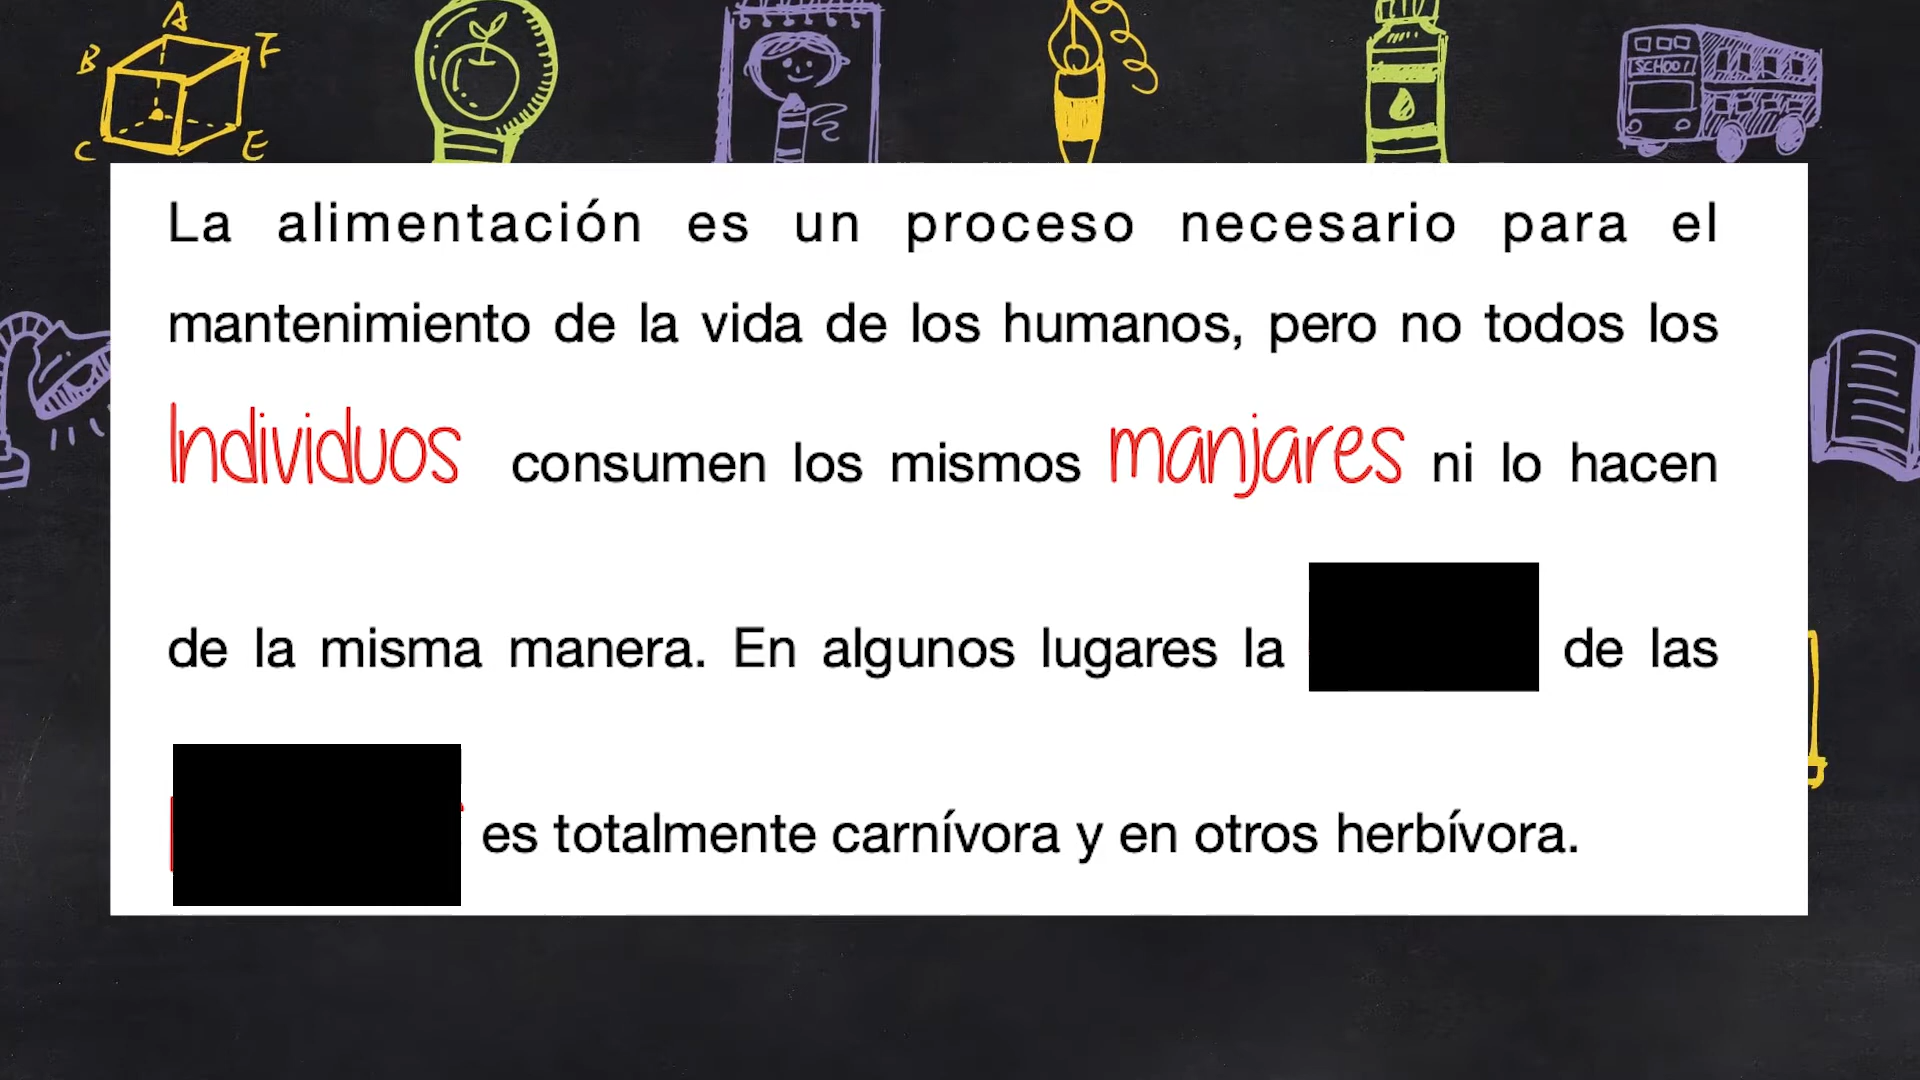 A
B
F
C
E
SCHOOL
La alimentación es un proceso necesario para el
mantenimiento de la vida de los humanos, pero no todos los
Individuos consumen los mismos manjares ni lo hacen
de la misma manera. En algunos lugares la de las
es totalmente carnívora y en otros herbívora.